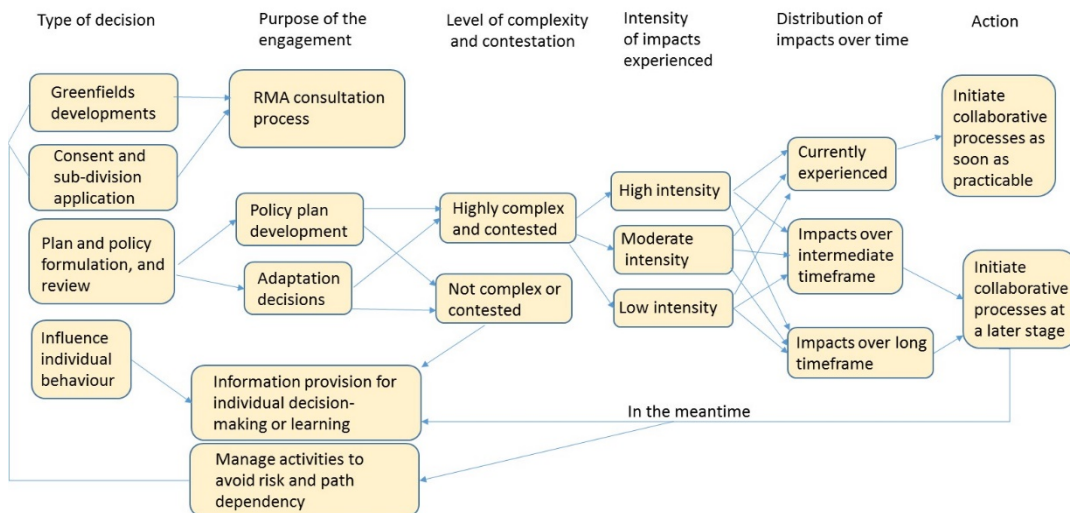 Type of decision
Purpose of the
engagement
Level of complexity
and contestation
Intensity
of impacts
experienced
Distribution of
impacts over time
Action
Greenfields
developments
Consent and
sub-division
application
Plan and policy
formulation, and
review
Influence
individual
behaviour
RMA consultation
process
Policy plan
development
Adaptation
decisions
Information provision for
individual decision-
making or learning
Manage activities to
avoid risk and path
dependency
Highly complex
and contested
Not complex or
contested
High intensity
Moderate
intensity
Low intensity
Currently
experienced
Impacts over
intermediate
timeframe
Impacts over long
timeframe
Initiate
collaborative
processes as
soon as
practicable
Initiate
collaborative
processes at
a later stage
In the meantime